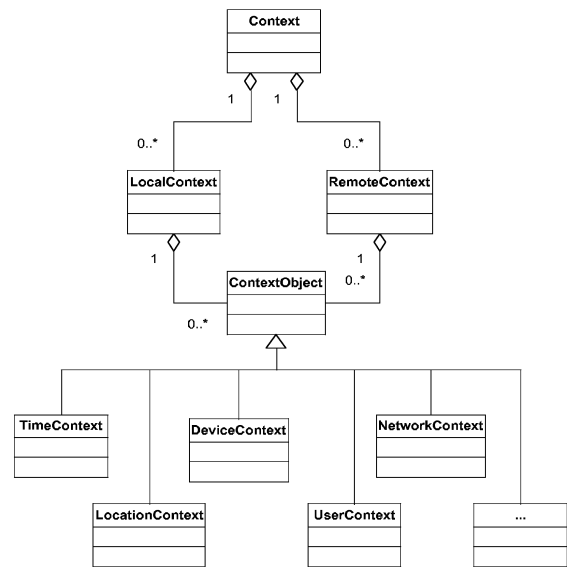 Context
1
1
0..*
0..*
LocalContext
RemoteContext
1
1
ContextObject
0..*
0..*
TimeContext
DeviceContext
NetworkContext
LocationContext
UserContext
...